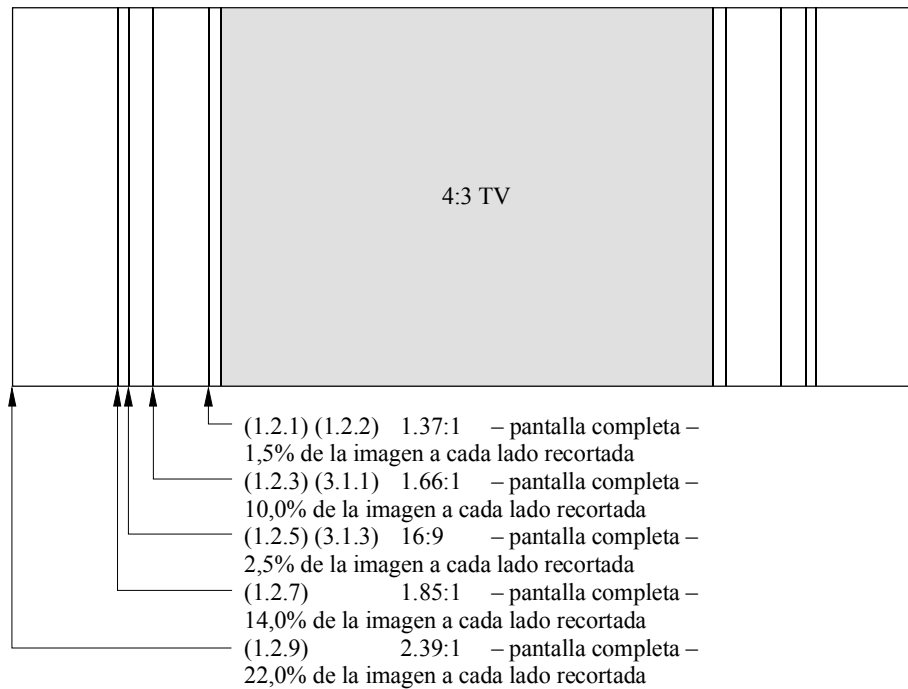 4:3 TV
(1.2.1) (1.2.2) 1.37:1 – pantalla completa –
1,5% de la imagen a cada lado recortada
(1.2.3) (3.1.1) 1.66:1 – pantalla completa –
10,0% de la imagen a cada lado recortada
(1.2.5) (3.1.3) 16:9 – pantalla completa –
2,5% de la imagen a cada lado recortada
(1.2.7) 1.85:1 – pantalla completa –
14,0% de la imagen a cada lado recortada
(1.2.9) 2.39:1 – pantalla completa –
22,0% de la imagen a cada lado recortada